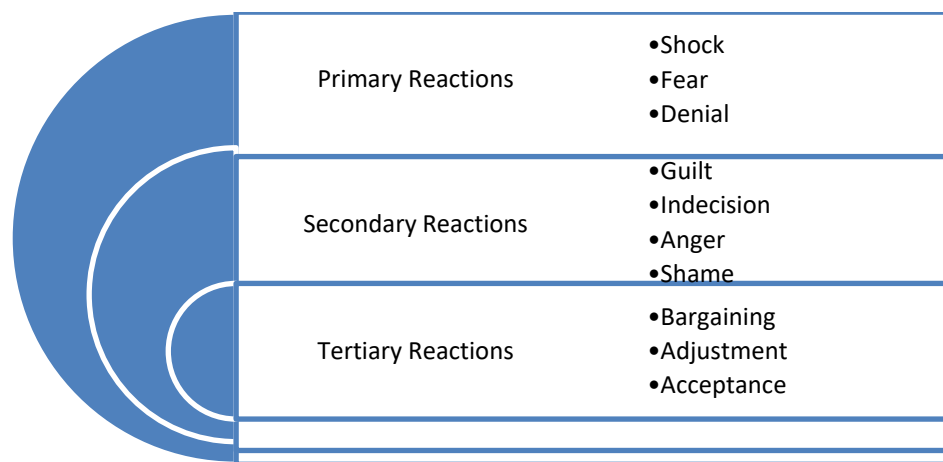 Primary Reactions
•Shock
•Fear
•Denial
Secondary Reactions
•Guilt
•Indecision
•Anger
•Shame
Tertiary Reactions
•Bargaining
•Adjustment
•Acceptance